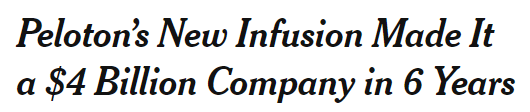 Peloton’s New Infusion Made It
a $4 Billion Company in 6 Years